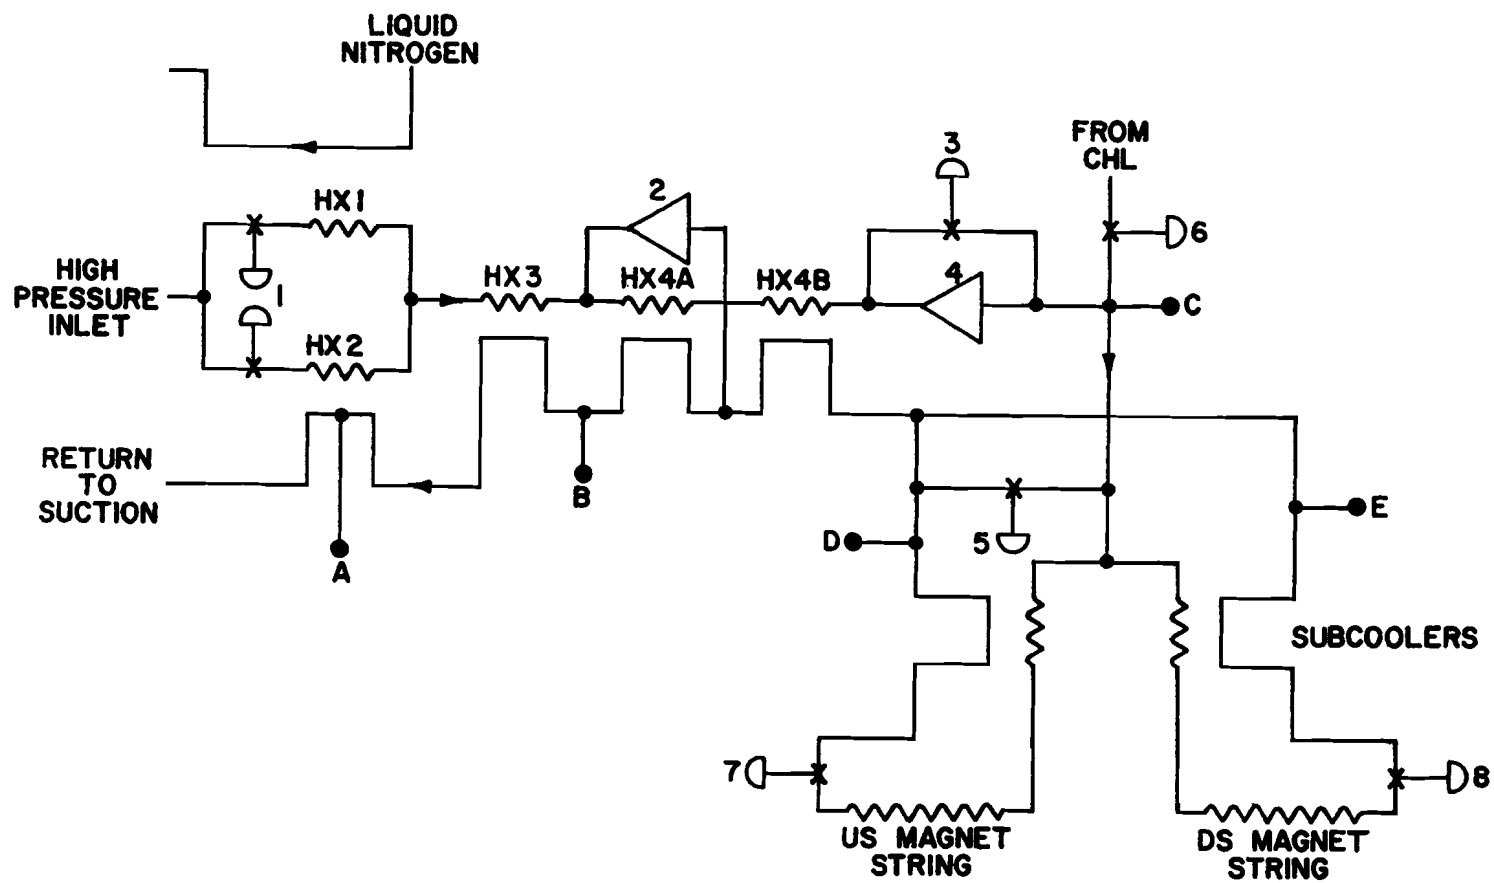 LIQUID
NITROGEN
FROM
CHL
3
6
2
HX1
HX3
HX4A
HX4B
4
HIGH
PRESSURE
INLET
1
C
HX2
RETURN
TO
SUCTION
B
A
D
5
E
SUBCOOLERS
7
8
US MAGNET
STRING
DS MAGNET
STRING